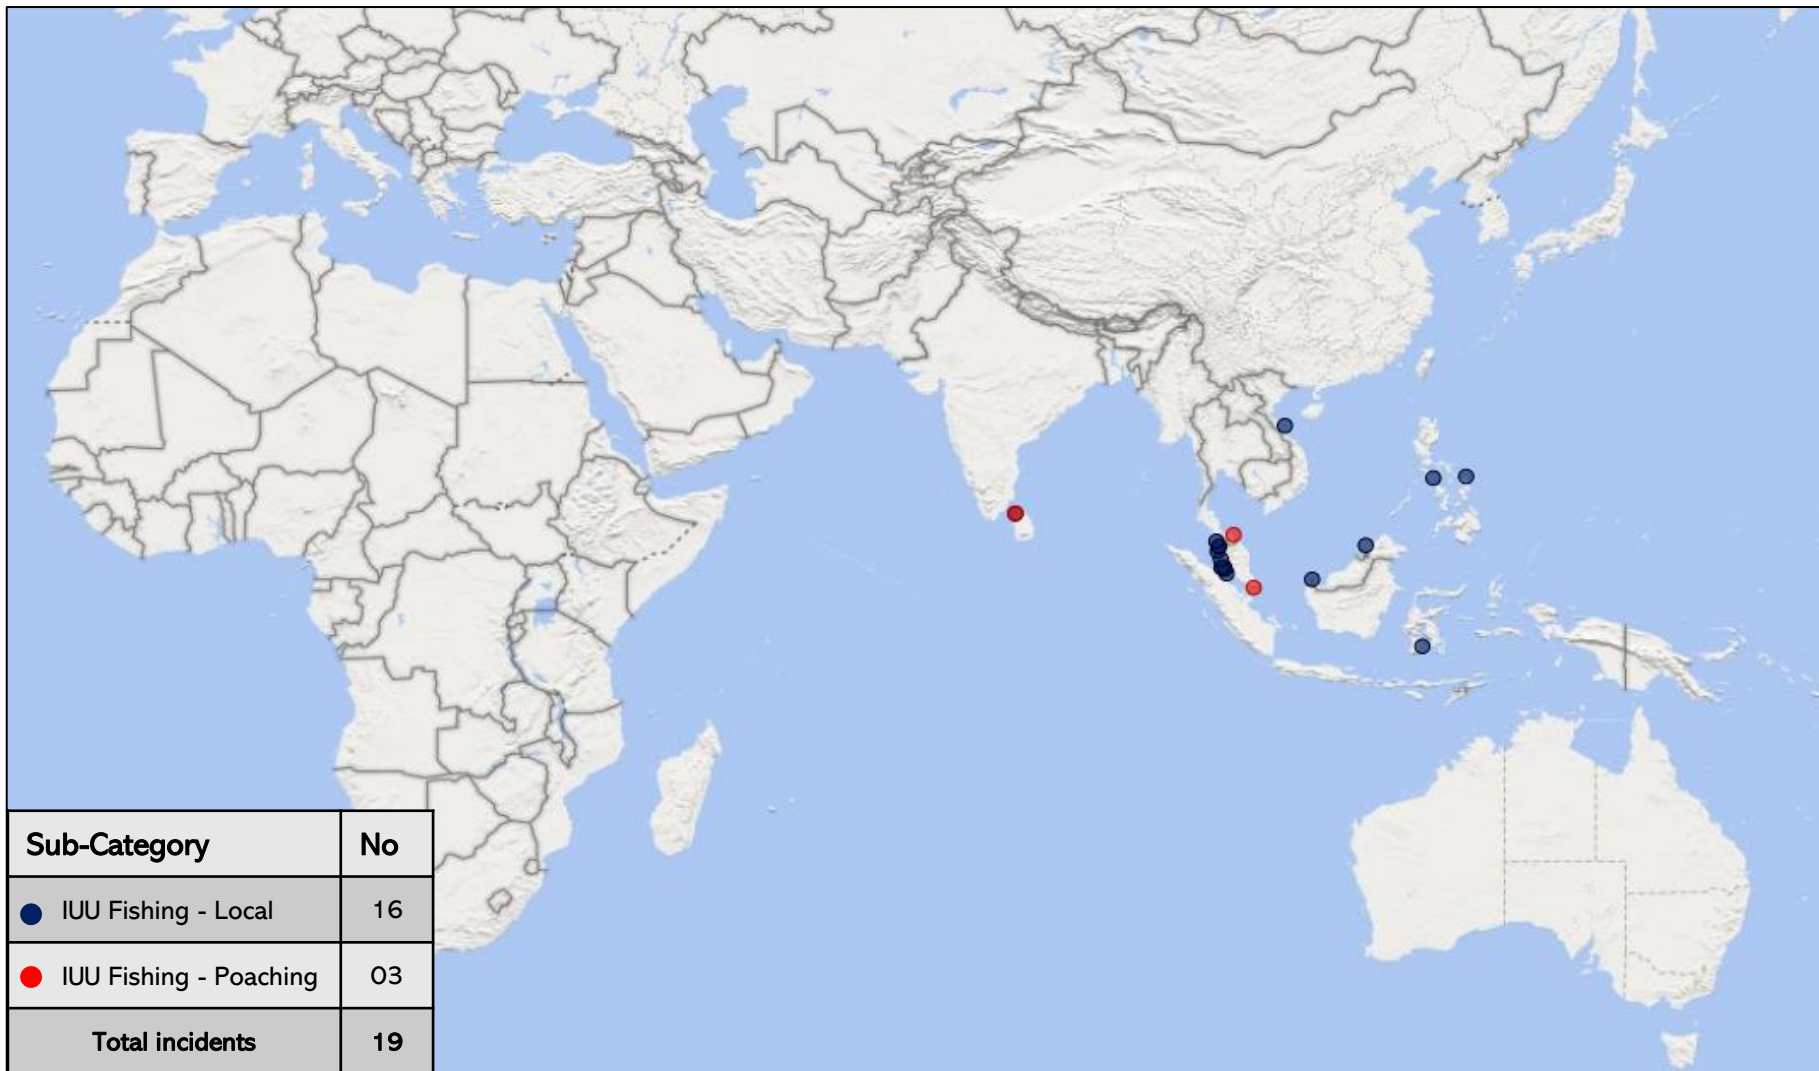 Sub-Category No
IUU Fishing - Local 16
IUU Fishing - Poaching 03
Total incidents 19